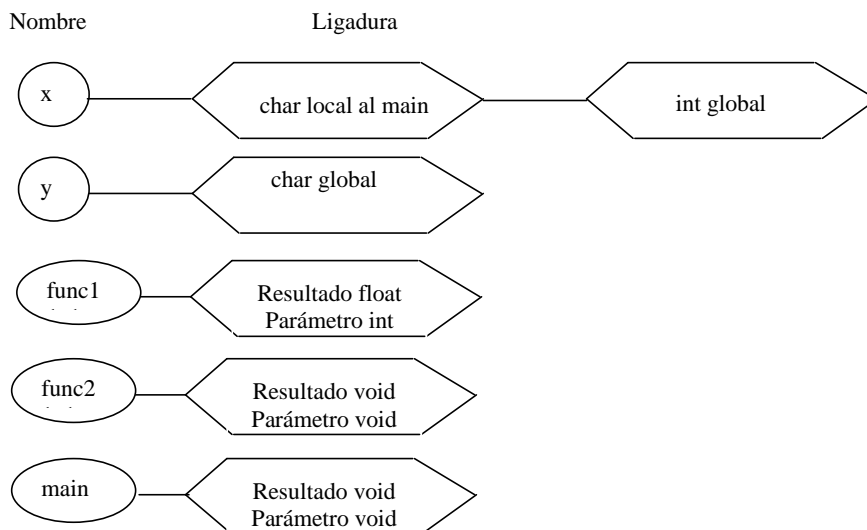 Nombre Ligadura
x char local al main int global
y char global
func1 Resultado float
Parámetro int
func2 Resultado void
Parámetro void
main Resultado void
Parámetro void